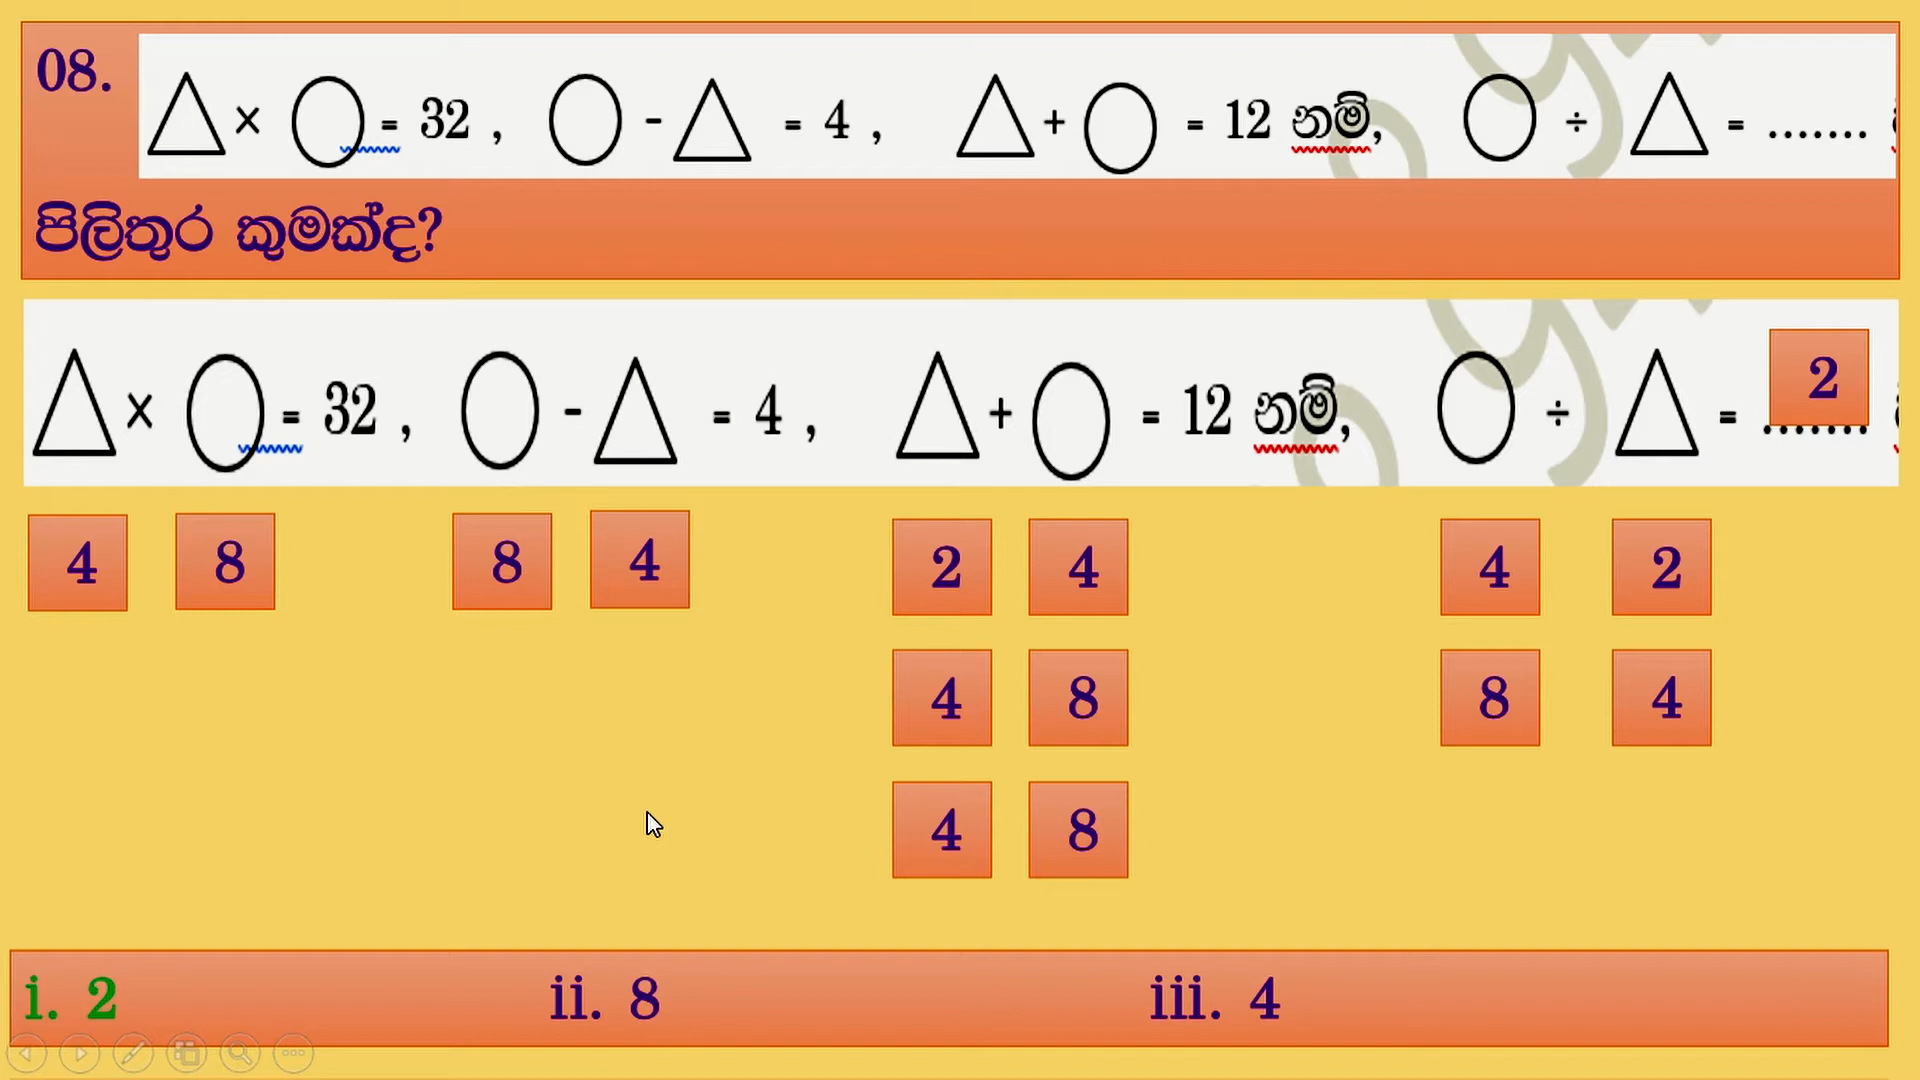 08. △ × ○ = 32 , ○ - △ = 4 , △ + ○ = 12 නම්, ○ ÷ △ = .......
පිලිතුර කුමක්ද?
△ × ○ = 32 , ○ - △ = 4 , △ + ○ = 12 නම්, ○ ÷ △ = ....... 2
4 8 8 4 2 4 4 2
4 8 8 4
4 8
i. 2 ii. 8 iii. 4